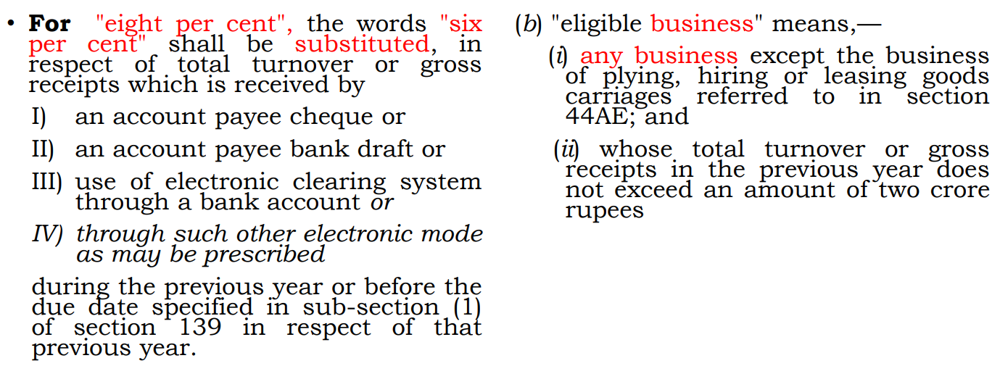 • For "eight per cent", the words "six
per cent" shall be substituted, in
respect of total turnover or gross
receipts which is received by
I) an account payee cheque or
II) an account payee bank draft or
III) use of electronic clearing system
through a bank account or
IV) through such other electronic mode
as may be prescribed
during the previous year or before the
due date specified in sub-section (1)
of section 139 in respect of that
previous year.
(b) "eligible business" means,—
(i) any business except the business
of plying, hiring or leasing goods
carriages referred to in section
44AE; and
(ii) whose total turnover or gross
receipts in the previous year does
not exceed an amount of two crore
rupees